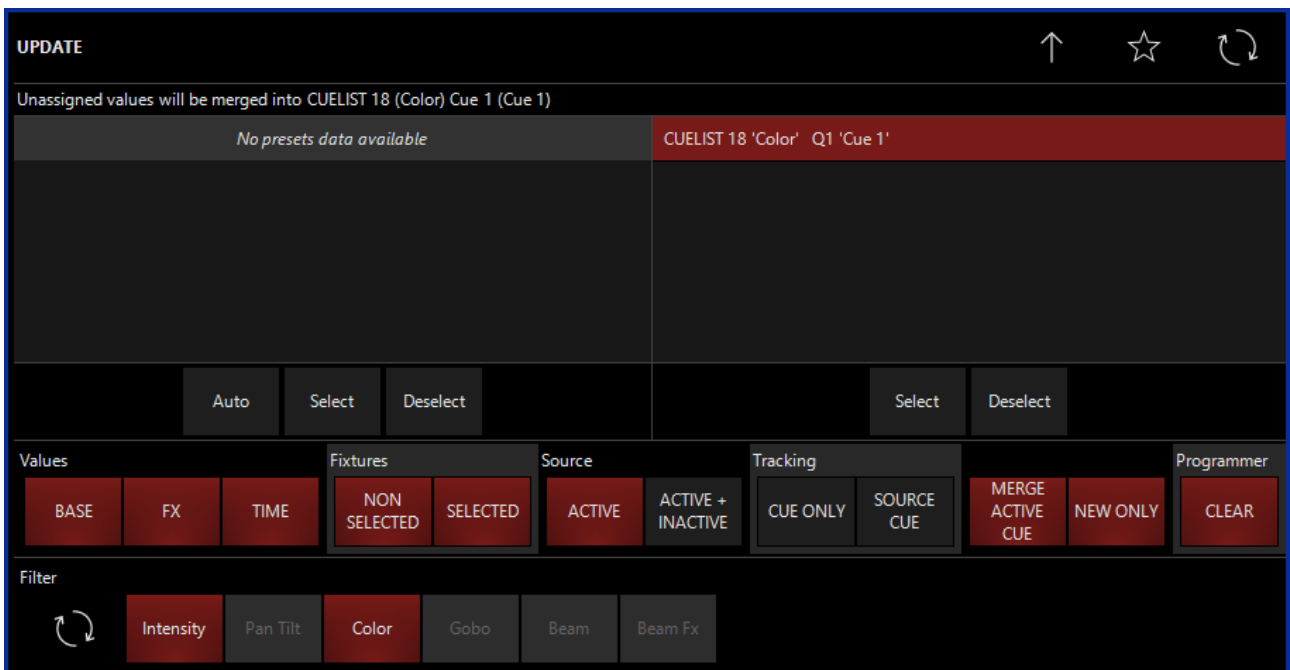 UPDATE
Unassigned values will be merged into CUELIST 18 (Color) Cue 1 (Cue 1)
No presets data available
CUELIST 18 'Color' Q1 'Cue 1'
Auto Select Deselect
Select Deselect
Values
Fixtures
Source
Tracking
Programmer
BASE
FX
TIME
NON
SELECTED
SELECTED
ACTIVE
ACTIVE +
INACTIVE
CUE ONLY
SOURCE
CUE
MERGE
ACTIVE
CUE
NEW ONLY
CLEAR
Filter
Intensity Pan Tilt Color Gobo Beam Beam Fx